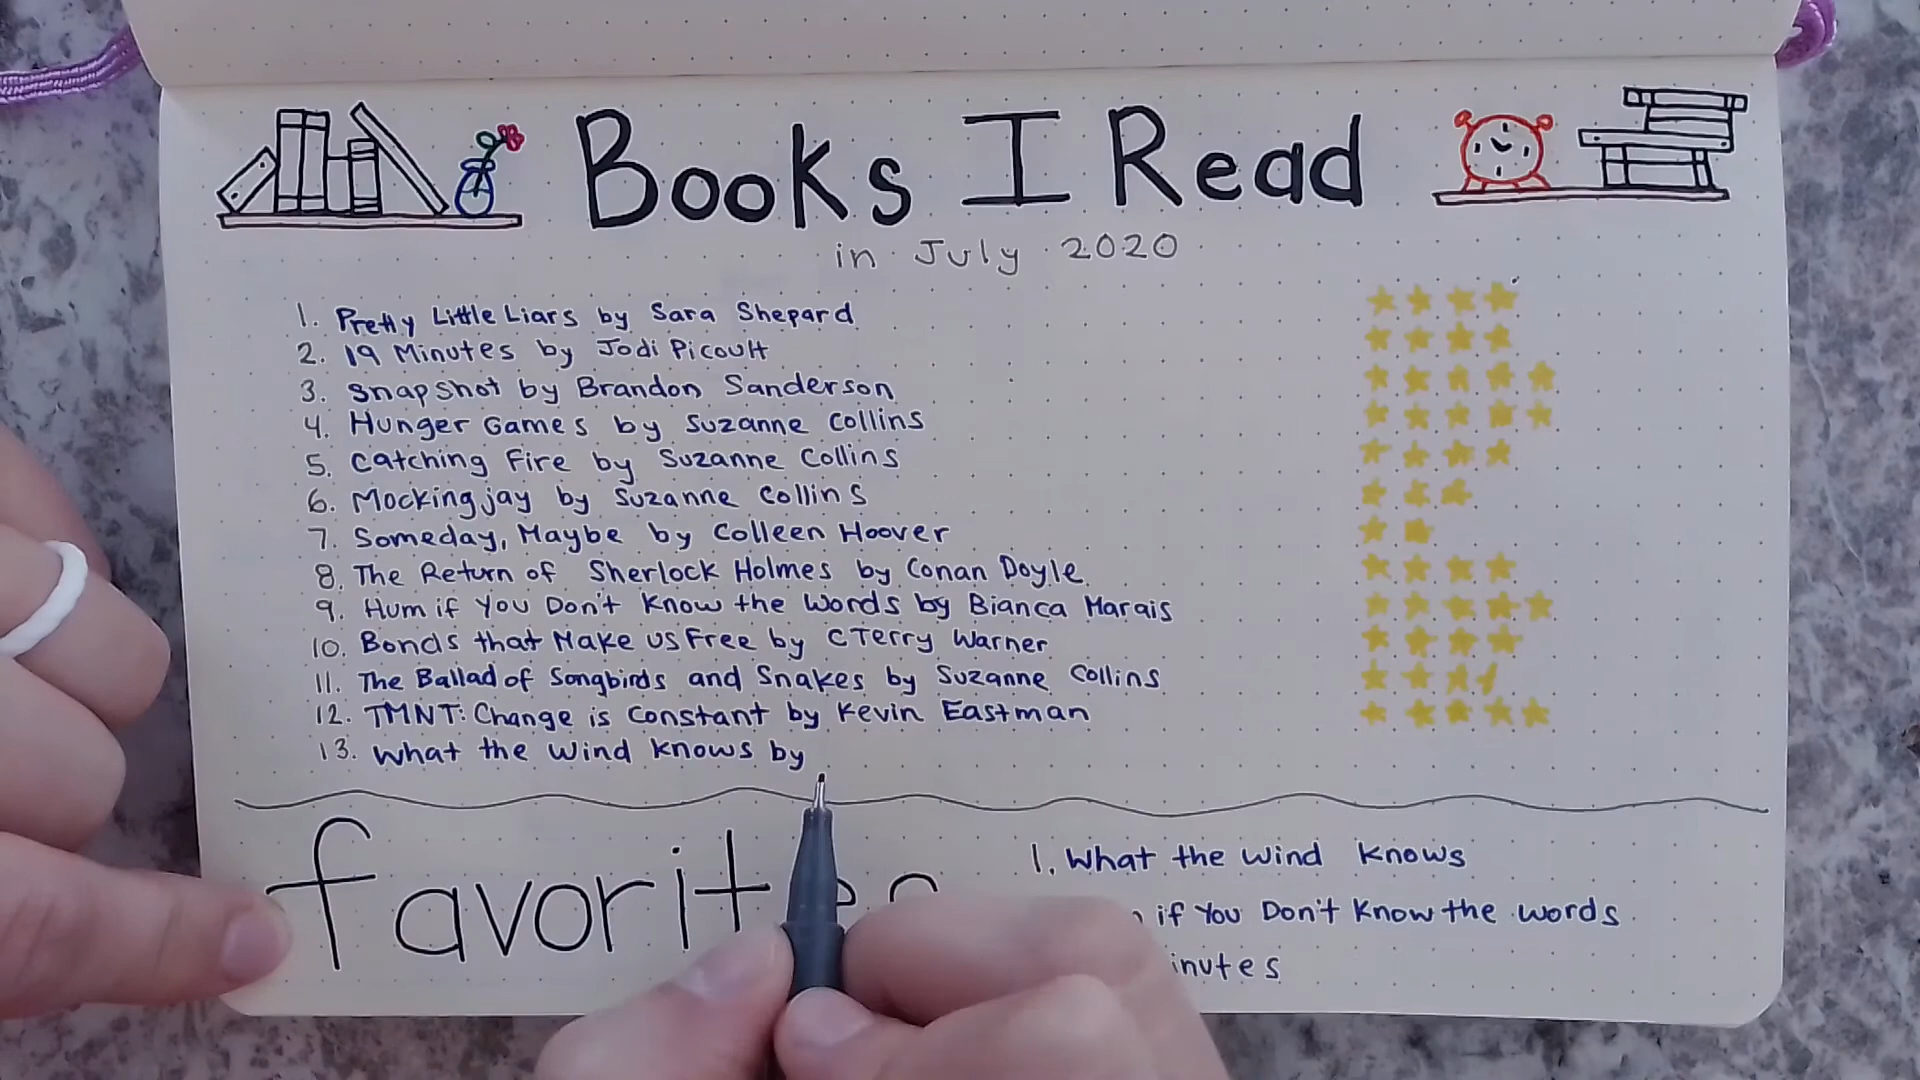 Books I Read
in July 2020
1. Pretty Little Liars by Sara Shepard
2. 19 Minutes by Jodi Picoult
3. Snapshot by Brandon Sanderson
4. Hunger Games by Suzanne Collins
5. Catching Fire by Suzanne Collins
6. Mockingjay by Suzanne Collins
7. Someday, Maybe by Colleen Hoover
8. The Return of Sherlock Holmes by Conan Doyle
9. Hum if You Don't Know the Words by Bianca Marais
10. Bonds that Make us Free by C Terry Warner
11. The Ballad of Songbirds and Snakes by Suzanne Collins
12. TMNT: Change is Constant by Kevin Eastman
13. What the Wind Knows by
favorites
1. What the Wind Knows
if You Don't Know the Words